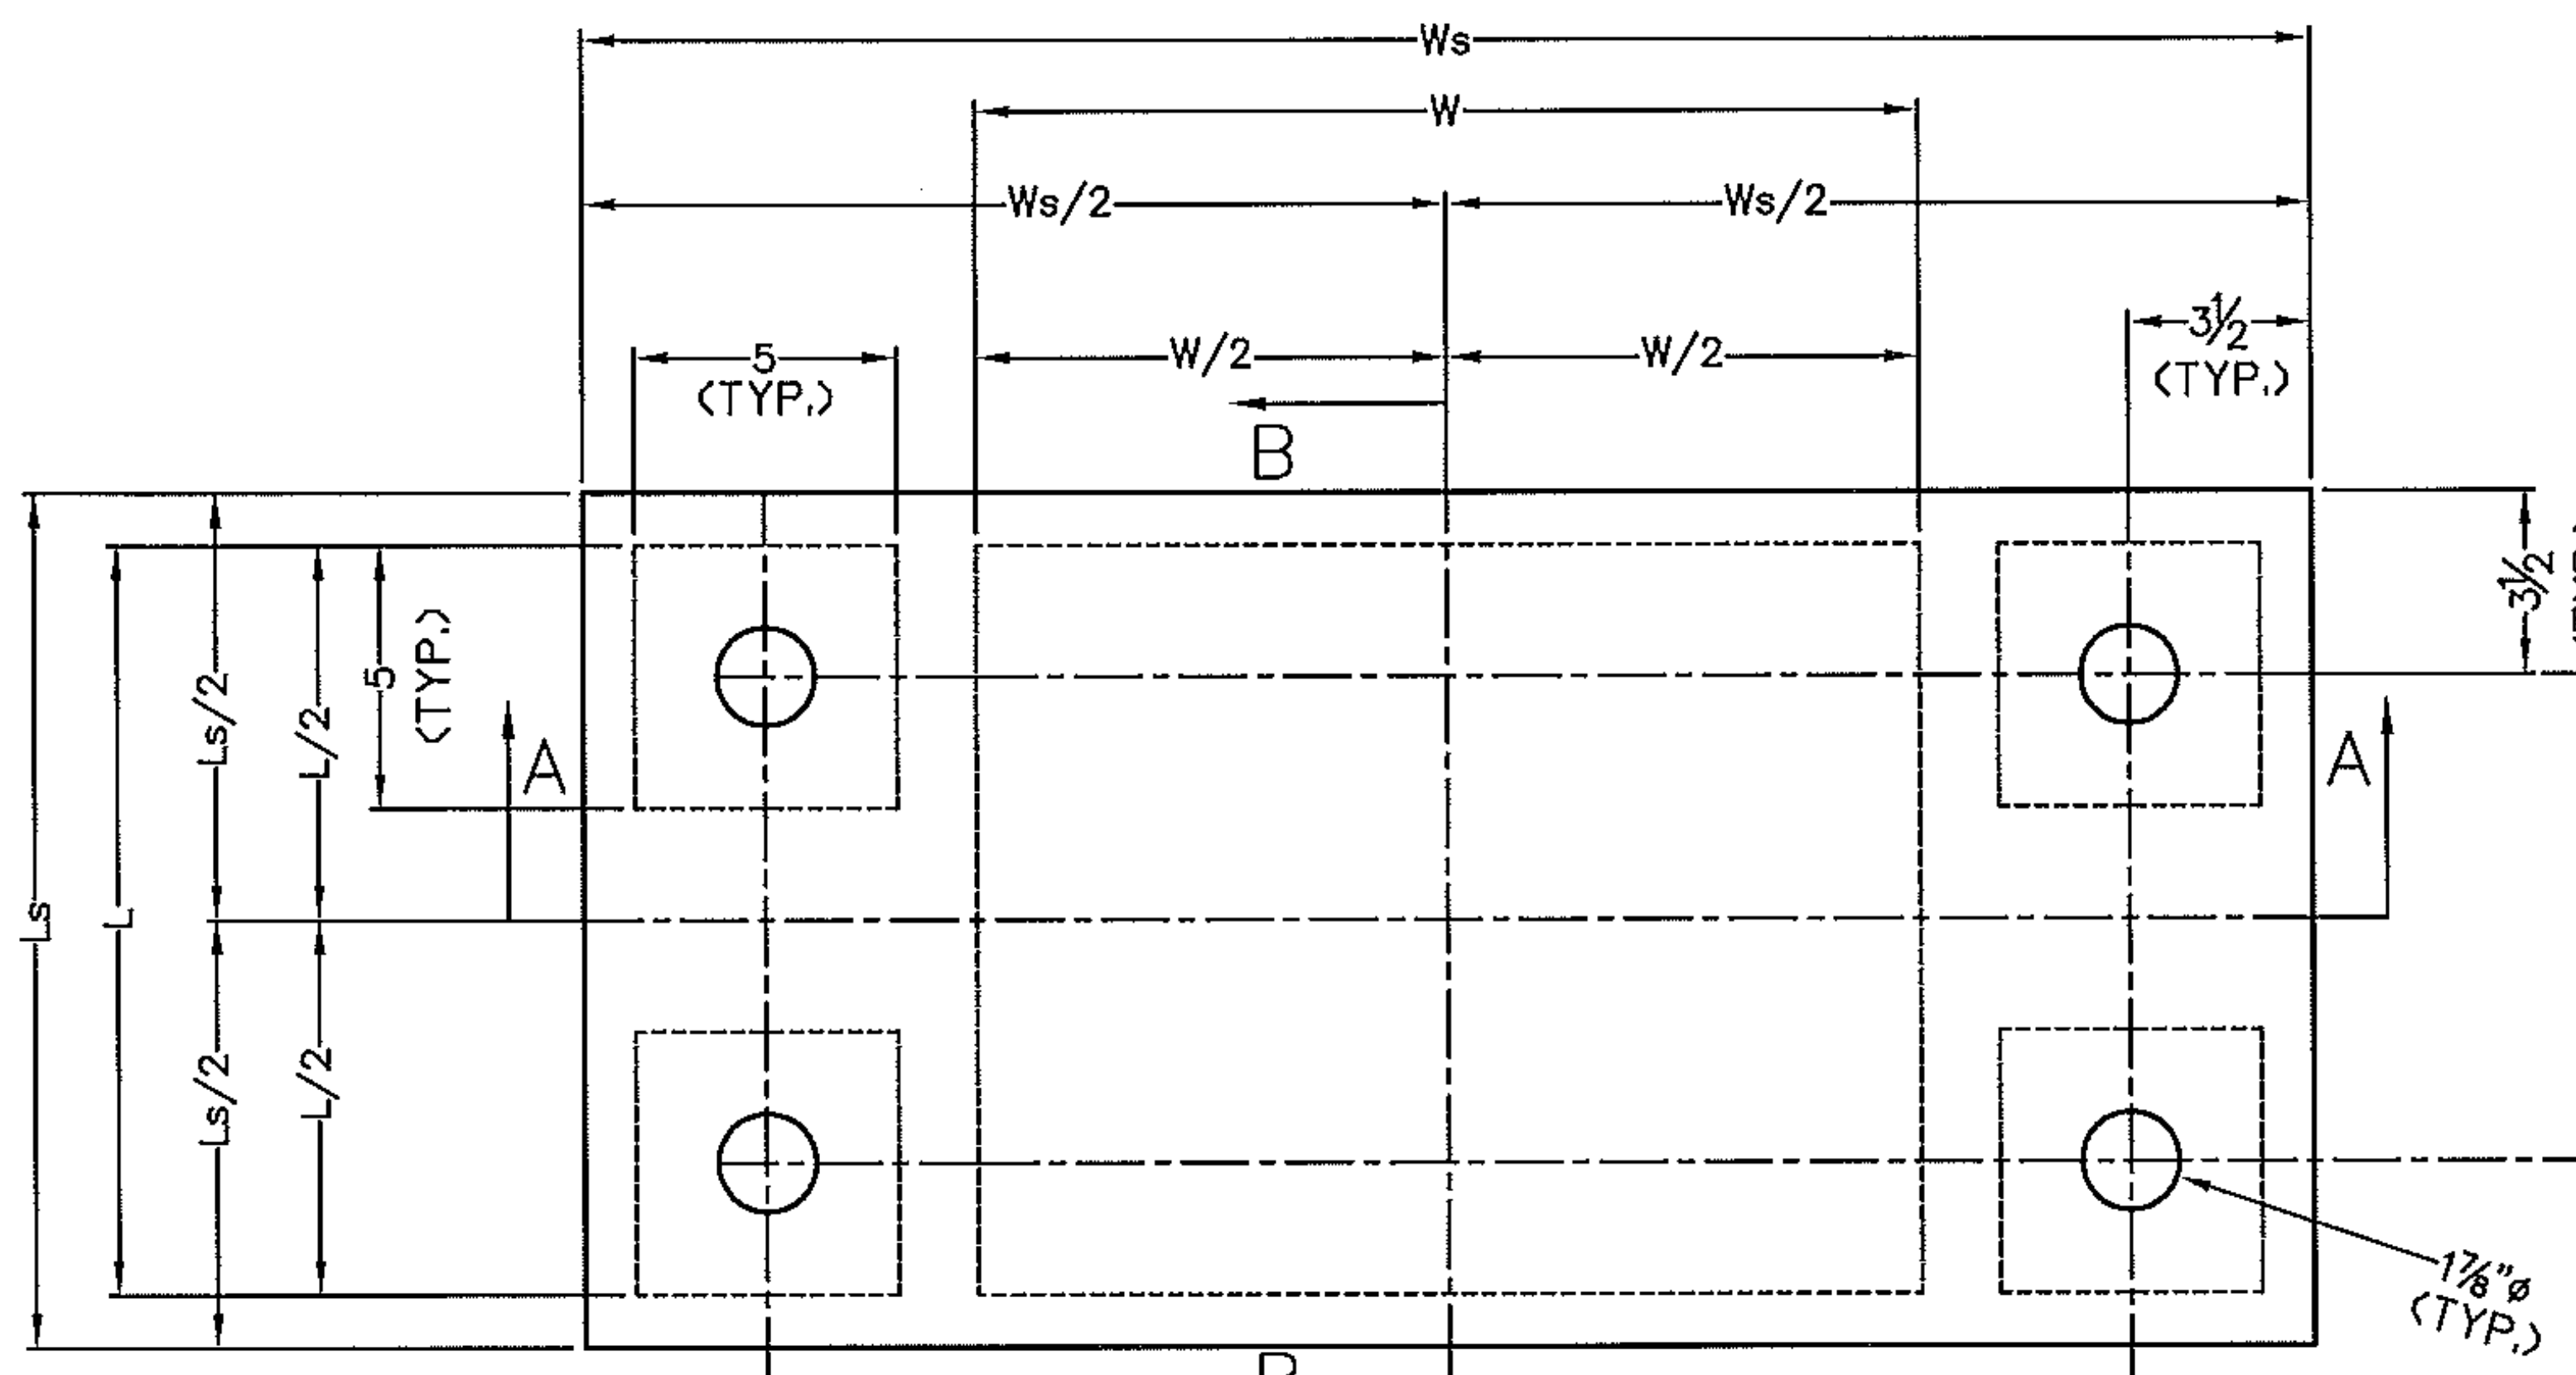 Ws
W
Ws/2
Ws/2
3½
(TYP.)
W/2
W/2
5
(TYP.)
B
3½
5
(TYP.)
Ls/2
L/2
A
A
Ls
L
Ls/2
L/2
1⅞"ø
(TYP.)